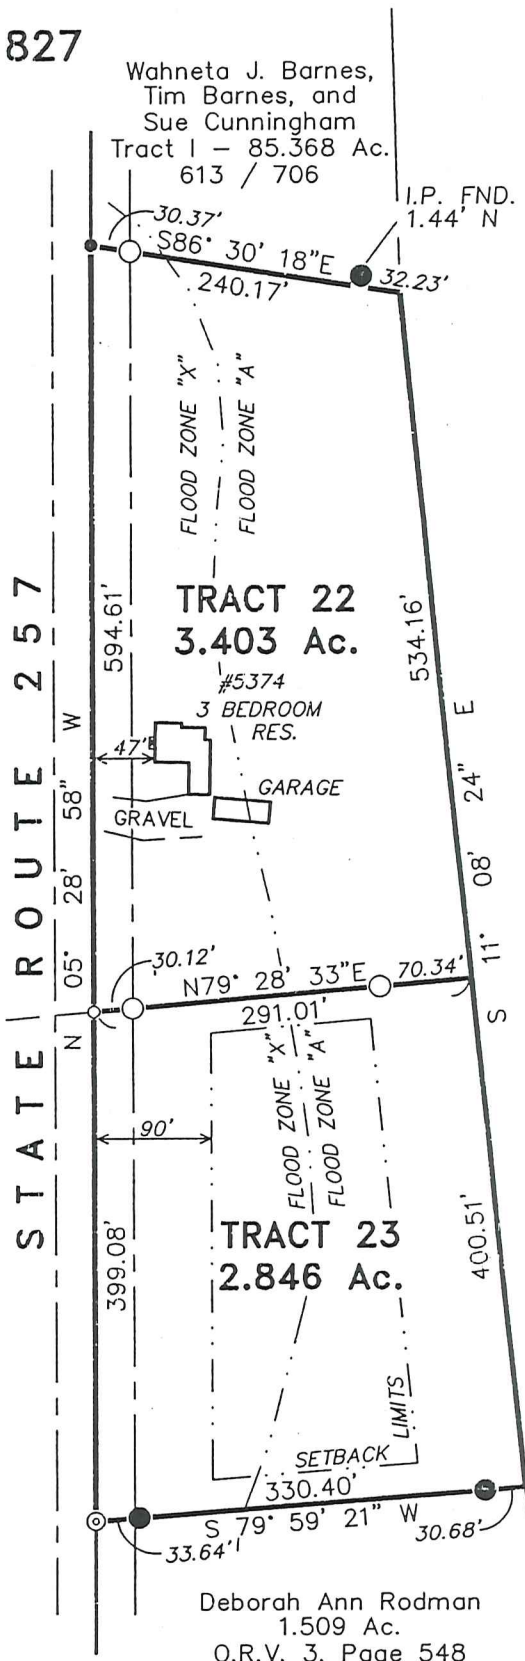 827
Wahneta J. Barnes,
Tim Barnes, and
Sue Cunningham
Tract I — 85.368 Ac.
613 / 706
I.P. FND.
1.44' N
30.37'
S86° 30' 18"E
32.23'
240.17'
FLOOD ZONE "X"
FLOOD ZONE "A"
594.61'
TRACT 22
3.403 Ac.
534.16'
#5374
3 BEDROOM
RES.
47'
GARAGE
GRAVEL
STATE ROUTE 257
N 05° 28' 58" W
S 11° 08' 24" E
30.12'
N79° 28' 33"E
70.34'
291.01'
FLOOD ZONE "X"
FLOOD ZONE "A"
90'
399.08'
TRACT 23
2.846 Ac.
400.51'
SETBACK
LIMITS
330.40'
S 79° 59' 21" W
33.64'
30.68'
Deborah Ann Rodman
1.509 Ac.
O.R.V. 3, Page 548